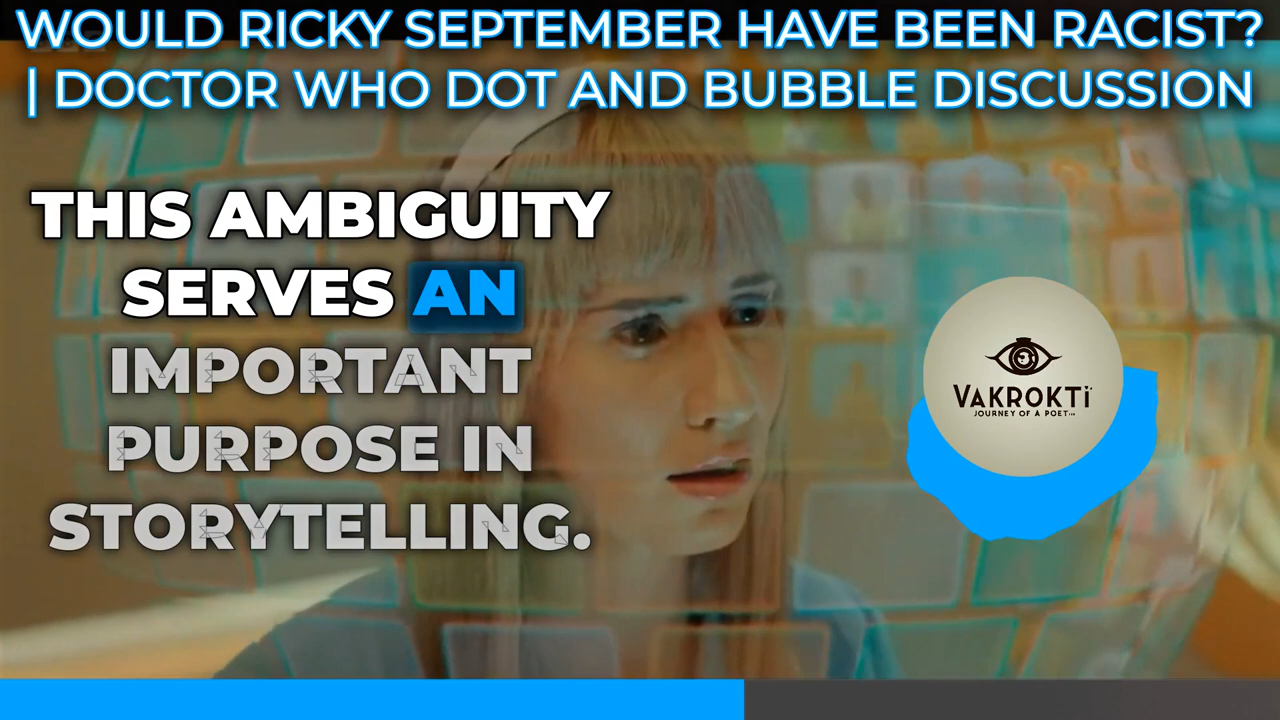 WOULD RICKY SEPTEMBER HAVE BEEN RACIST?
| DOCTOR WHO DOT AND BUBBLE DISCUSSION
THIS AMBIGUITY
SERVES AN
IMPORTANT
PURPOSE IN
STORYTELLING.
VAKROKTI
JOURNEY OF A POET